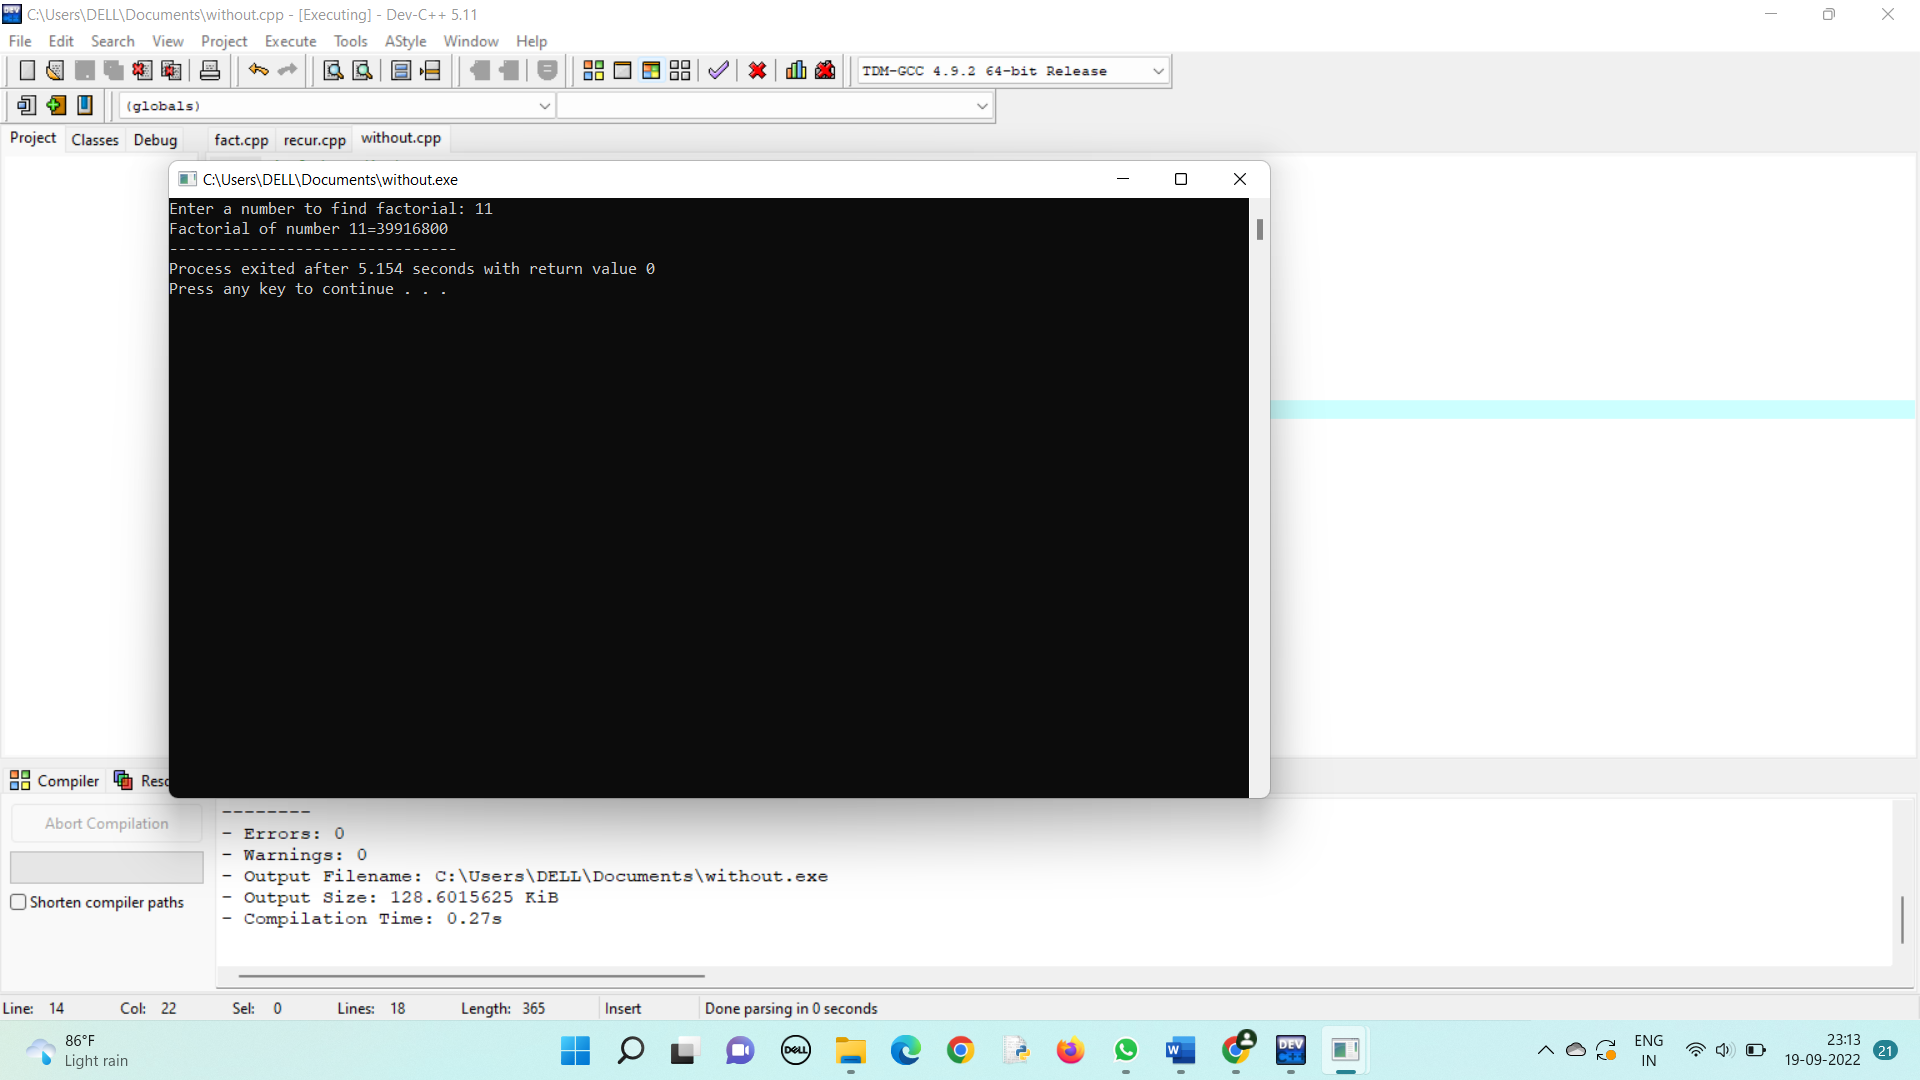 C:\Users\DELL\Documents\without.cpp - [Executing] - Dev-C++ 5.11
File Edit Search View Project Execute Tools AStyle Window Help
TDM-GCC 4.9.2 64-bit Release
(globals)
Project Classes Debug fact.cpp recur.cpp without.cpp
C:\Users\DELL\Documents\without.exe
Enter a number to find factorial: 11
Factorial of number 11=39916800
--------------------------------
Process exited after 5.154 seconds with return value 0
Press any key to continue . . .
Compiler Reso
Abort Compilation
Shorten compiler paths
--------
- Errors: 0
- Warnings: 0
- Output Filename: C:\Users\DELL\Documents\without.exe
- Output Size: 128.6015625 KiB
- Compilation Time: 0.27s
Line: 14 Col: 22 Sel: 0 Lines: 18 Length: 365 Insert Done parsing in 0 seconds
86°F
Light rain
DELL
W
DEV
C++
ENG
IN
23:13
19-09-2022
21